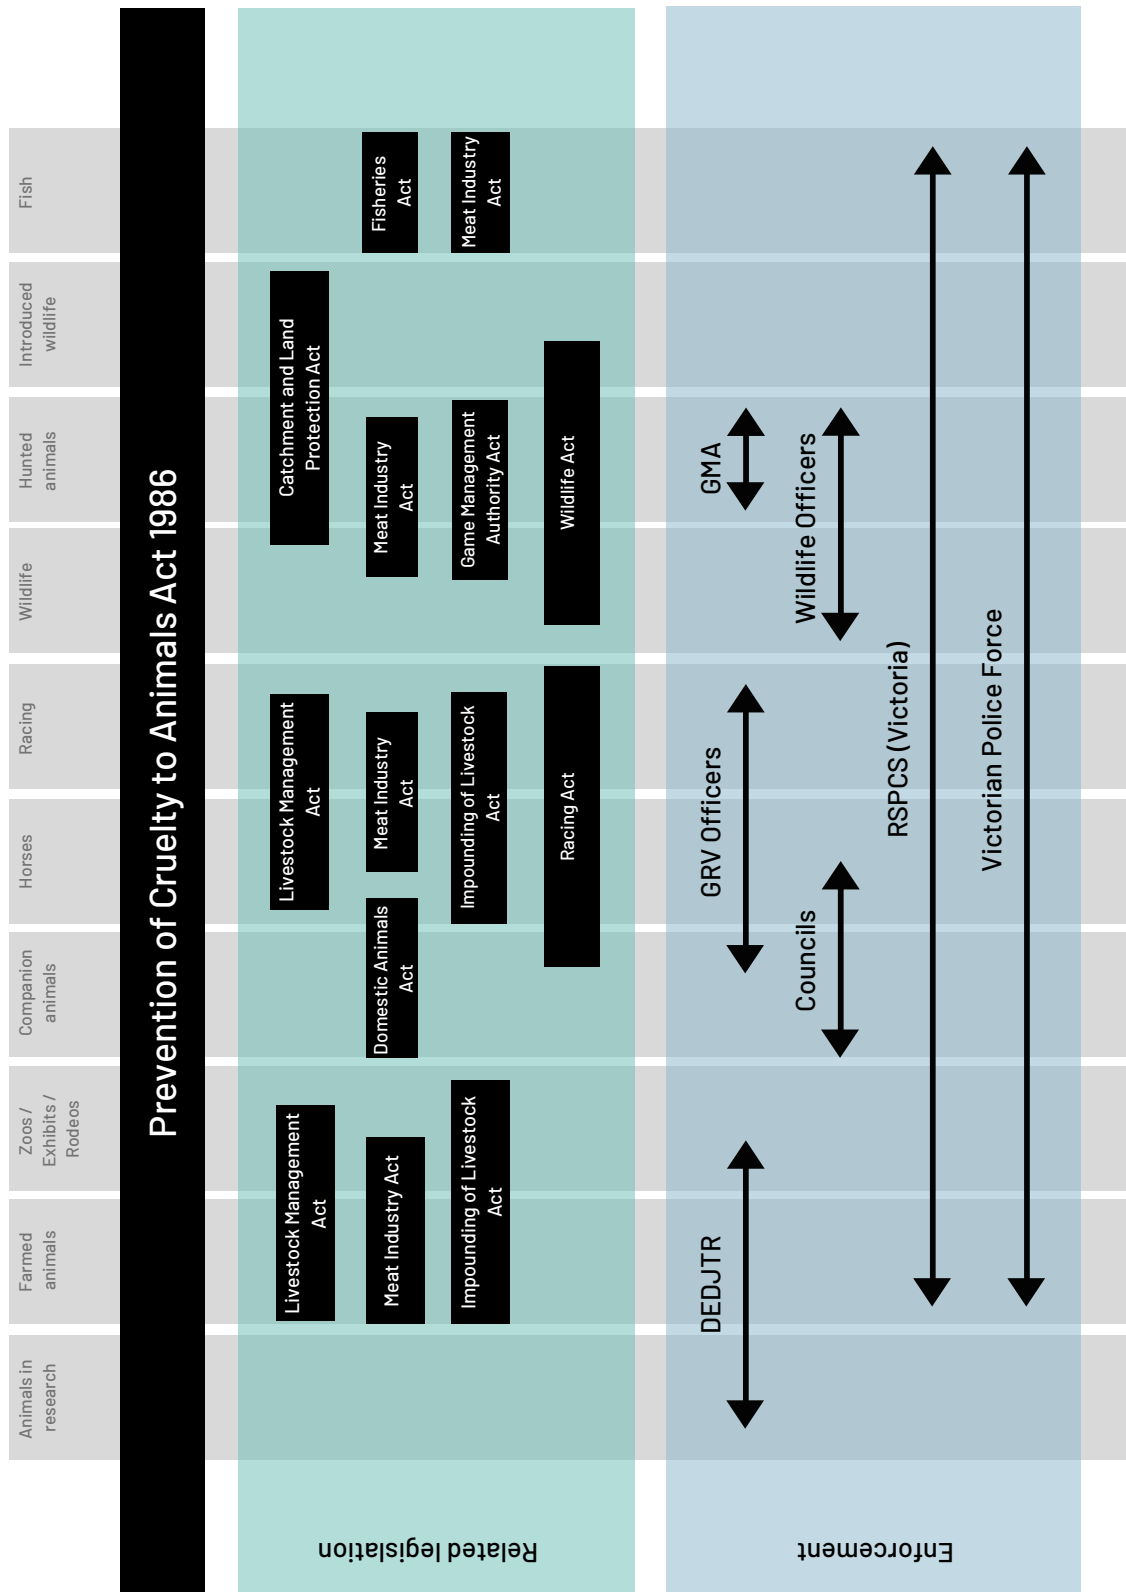 Animals in
research
Farmed
animals
Zoos /
Exhibits /
Rodeos
Companion
animals
Horses
Racing
Wildlife
Hunted
animals
Introduced
wildlife
Fish
Prevention of Cruelty to Animals Act 1986
Related legislation
Livestock Management
Act
Livestock Management
Act
Catchment and Land
Protection Act
Meat Industry Act
Domestic Animals
Act
Meat Industry
Act
Meat Industry
Act
Fisheries
Act
Impounding of Livestock
Act
Impounding of Livestock
Act
Game Management
Authority Act
Meat Industry
Act
Racing Act
Wildlife Act
Enforcement
DEDJTR
GRV Officers
GMA
Councils
Wildlife Officers
RSPCS (Victoria)
Victorian Police Force